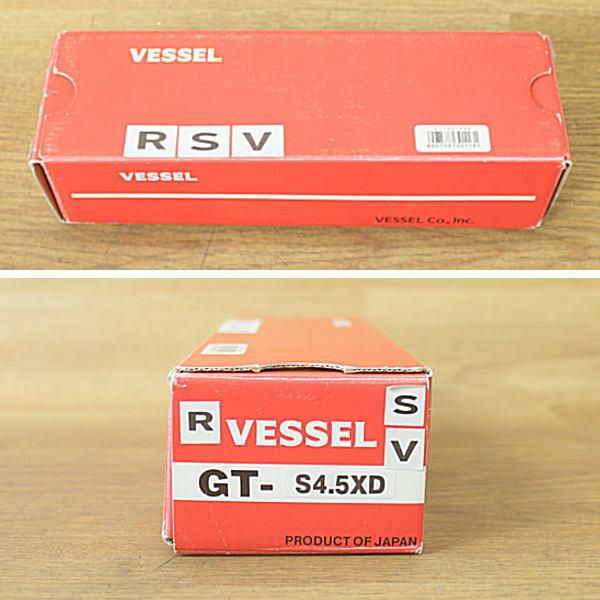 VESSEL
R S V
VESSEL
VESSEL Co., Inc.
R VESSEL S
V
GT- S4.5XD
PRODUCT OF JAPAN